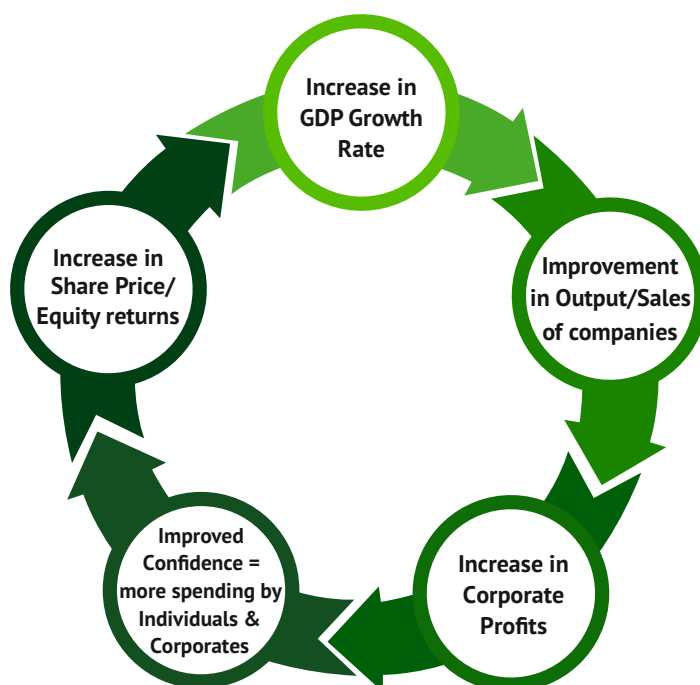 Increase in
GDP Growth
Rate
Improvement
in Output/Sales
of companies
Increase in
Corporate
Profits
Improved
Confidence =
more spending by
Individuals &
Corporates
Increase in
Share Price/
Equity returns